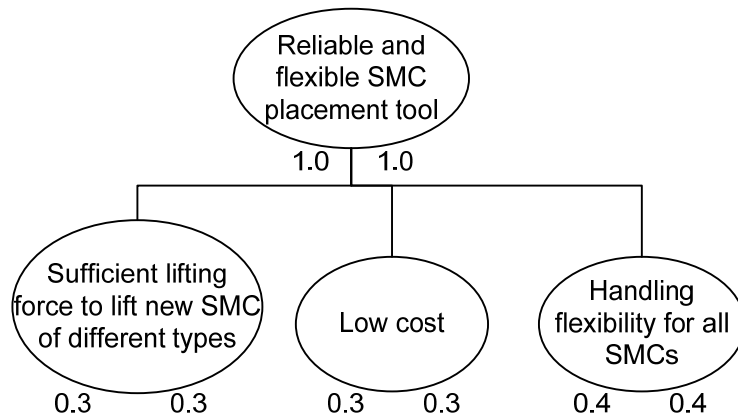 Reliable and
flexible SMC
placement tool
1.0 1.0
Sufficient lifting
force to lift new SMC
of different types
0.3 0.3
Low cost
0.3 0.3
Handling
flexibility for all
SMCs
0.4 0.4